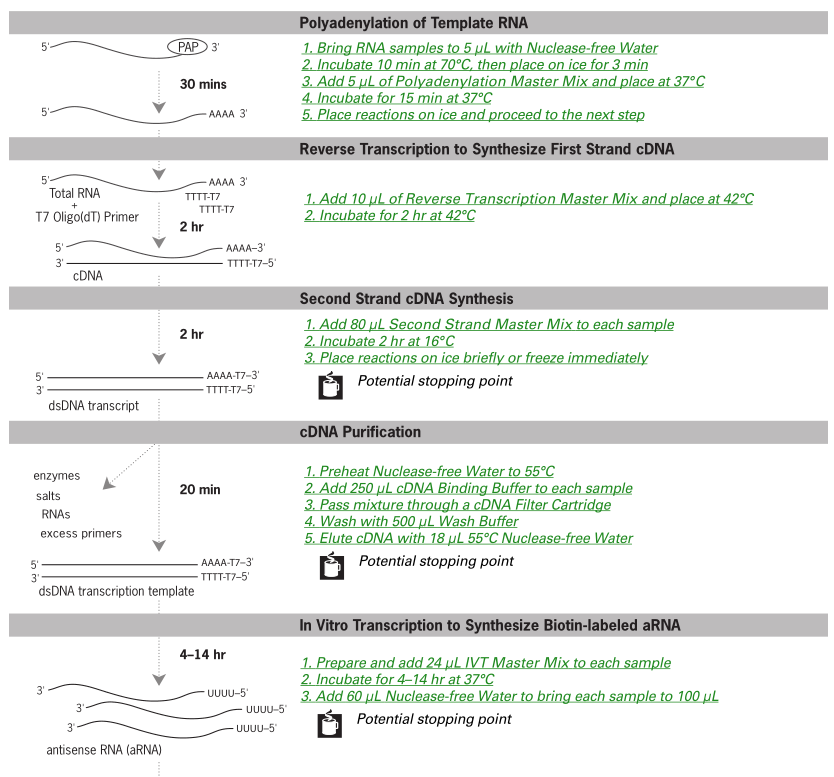 Polyadenylation of Template RNA
5' PAP 3'
30 mins
AAAA 3'
1. Bring RNA samples to 5 µL with Nuclease-free Water
2. Incubate 10 min at 70°C, then place on ice for 3 min
3. Add 5 µL of Polyadenylation Master Mix and place at 37°C
4. Incubate for 15 min at 37°C
5. Place reactions on ice and proceed to the next step
Reverse Transcription to Synthesize First Strand cDNA
5' AAAA 3'
TTTT-T7
TTTT-T7
Total RNA
+
T7 Oligo(dT) Primer
2 hr
5' AAAA–3'
3' TTTT-T7–5'
cDNA
1. Add 10 µL of Reverse Transcription Master Mix and place at 42°C
2. Incubate for 2 hr at 42°C
Second Strand cDNA Synthesis
2 hr
5' AAAA-T7–3'
3' TTTT-T7–5'
dsDNA transcript
1. Add 80 µL Second Strand Master Mix to each sample
2. Incubate 2 hr at 16°C
3. Place reactions on ice briefly or freeze immediately
Potential stopping point
cDNA Purification
enzymes
salts
RNAs
excess primers
20 min
5' AAAA-T7–3'
3' TTTT-T7–5'
dsDNA transcription template
1. Preheat Nuclease-free Water to 55°C
2. Add 250 µL cDNA Binding Buffer to each sample
3. Pass mixture through a cDNA Filter Cartridge
4. Wash with 500 µL Wash Buffer
5. Elute cDNA with 18 µL 55°C Nuclease-free Water
Potential stopping point
In Vitro Transcription to Synthesize Biotin-labeled aRNA
4–14 hr
3' UUUU–5'
3' UUUU–5'
3' UUUU–5'
antisense RNA (aRNA)
1. Prepare and add 24 µL IVT Master Mix to each sample
2. Incubate for 4–14 hr at 37°C
3. Add 60 µL Nuclease-free Water to bring each sample to 100 µL
Potential stopping point